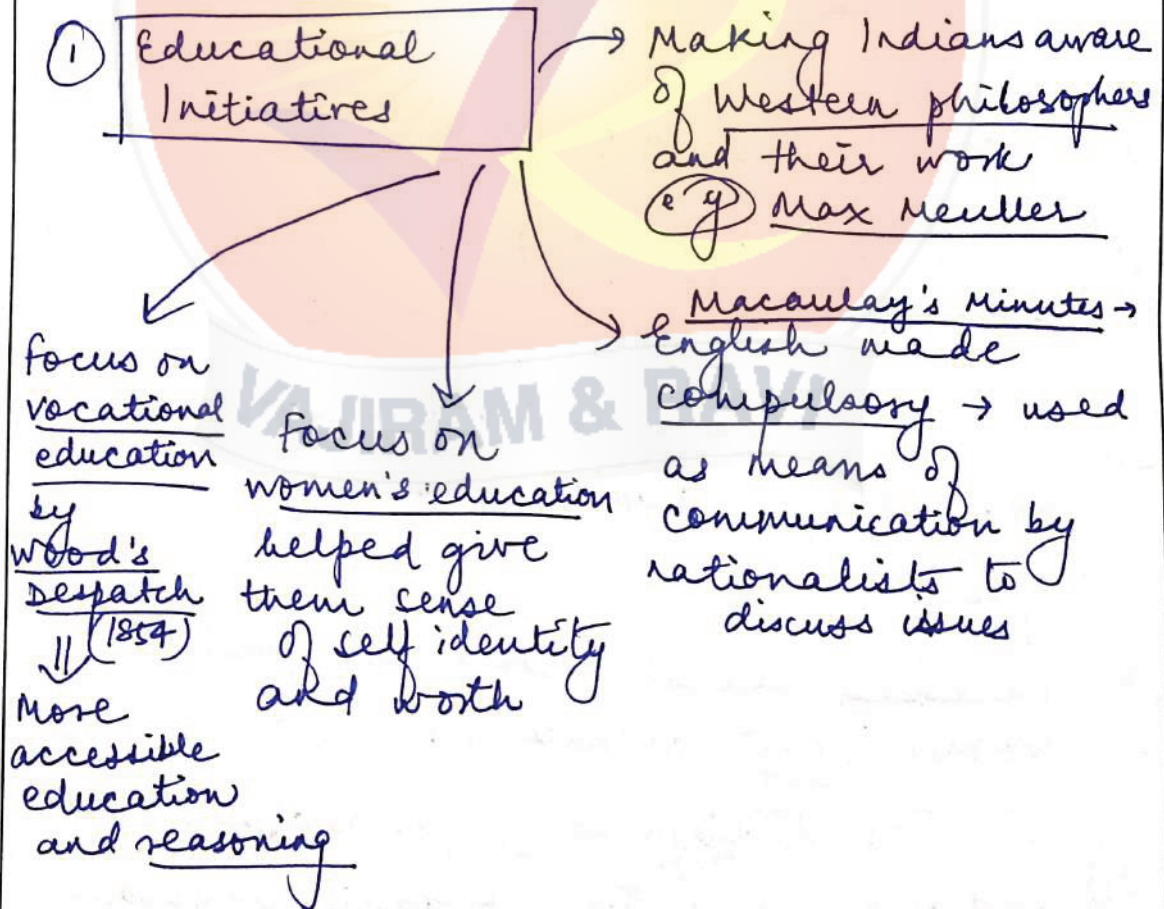 ① Educational
Initiatives
→ Making Indians aware
of Western philosophers
and their work
eg Max Meuller
Macaulay's Minutes →
English made
compulsory → used
as means of
communication by
rationalists to
discuss issues
Focus on
women's education
helped give
them sense
of self identity
and worth
Focus on
vocational
education
by
Wood's
Despatch
(1854)
⇓
More
accessible
education
and reasoning
VAJIRAM & RAVI